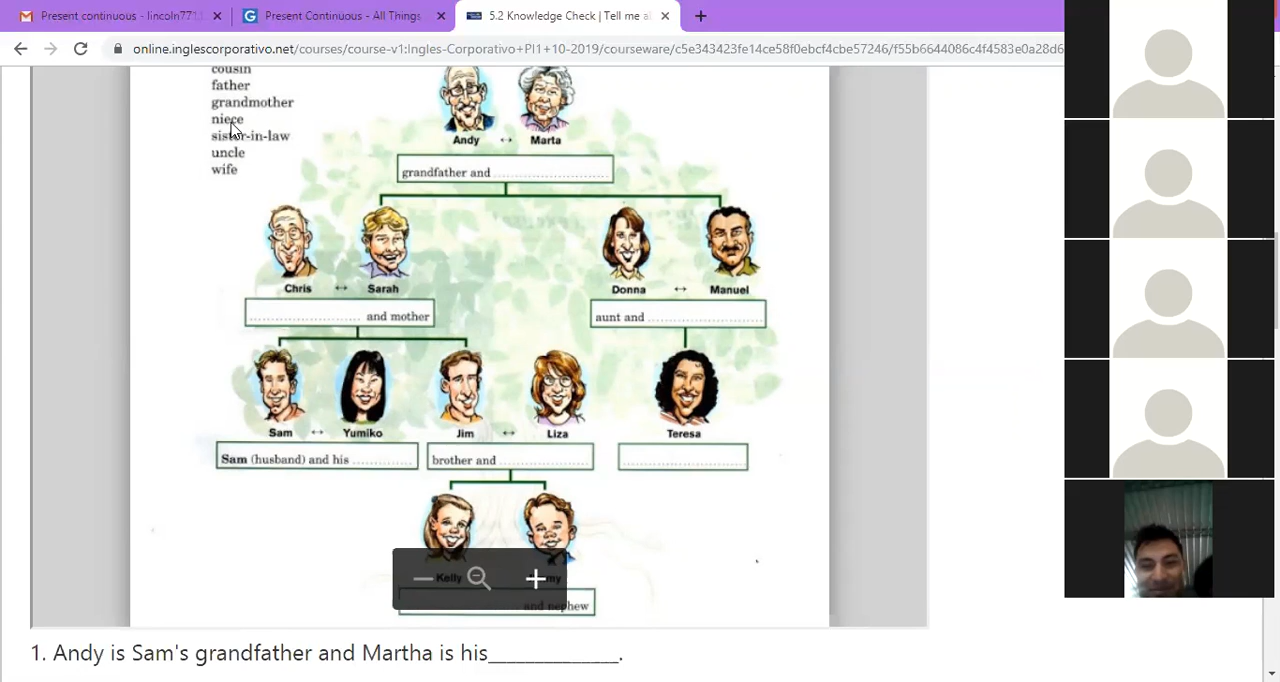 Present continuous - lincoln771.
Present Continuous - All Things
5.2 Knowledge Check | Tell me a
online.inglescorporativo.net/courses/course-v1:Ingles-Corporativo+PI1+10-2019/courseware/c5e343423fe14ce58f0ebcf4cbe57246/f55b6644086c4f4583e0a28d6
cousin
father
grandmother
niece
sister-in-law
uncle
wife
Andy ↔ Marta
grandfather and ..............................
Chris ↔ Sarah
Donna ↔ Manuel
.............................. and mother
aunt and ..............................
Sam ↔ Yumiko
Jim ↔ Liza
Teresa
Sam (husband) and his ...............
brother and ........................
..............................
Kelly
and nephew
1. Andy is Sam's grandfather and Martha is his______________.